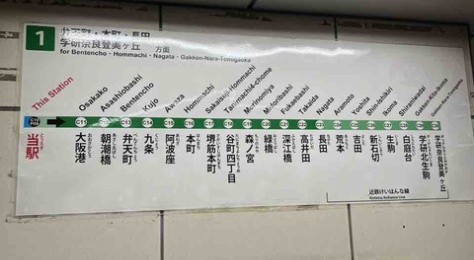 1
弁天町・本町・長田
学研奈良登美ヶ丘 方面
for Bentencho・Hommachi・Nagata・Gakken-Nara-Tomigaoka
This Station
Osakako
Asashiobashi
Bentencho
Kujo
Awaza
Hommachi
Sakaisuji-Hommachi
Tanimachi 4-chome
Morinomiya
Midoribashi
Fukaebashi
Takaida
Nagata
Aramoto
Yoshita
Shin-Ishikiri
Ikoma
Shiraniwadai
Gakken Kita-Ikoma
Gakken-Nara-Tomigaoka
当駅
大阪港
朝潮橋
弁天町
九条
阿波座
本町
堺筋本町
谷町四丁目
森ノ宮
緑橋
深江橋
高井田
長田
荒本
吉田
新石切
生駒
白庭台
学研北生駒
学研奈良登美ヶ丘
近鉄けいはんな線